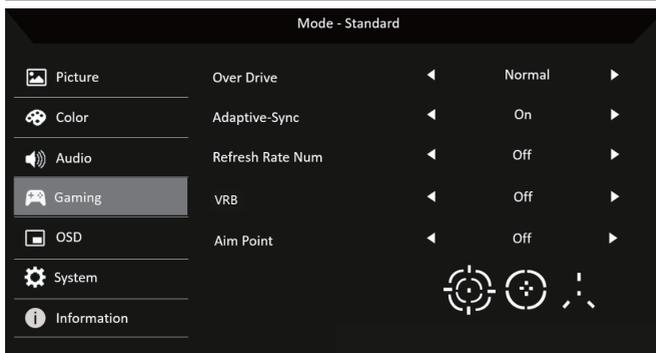 Mode - Standard
Picture
Over Drive Normal
Color
Adaptive-Sync On
Audio
Refresh Rate Num Off
Gaming
VRB Off
OSD
Aim Point Off
System
Information